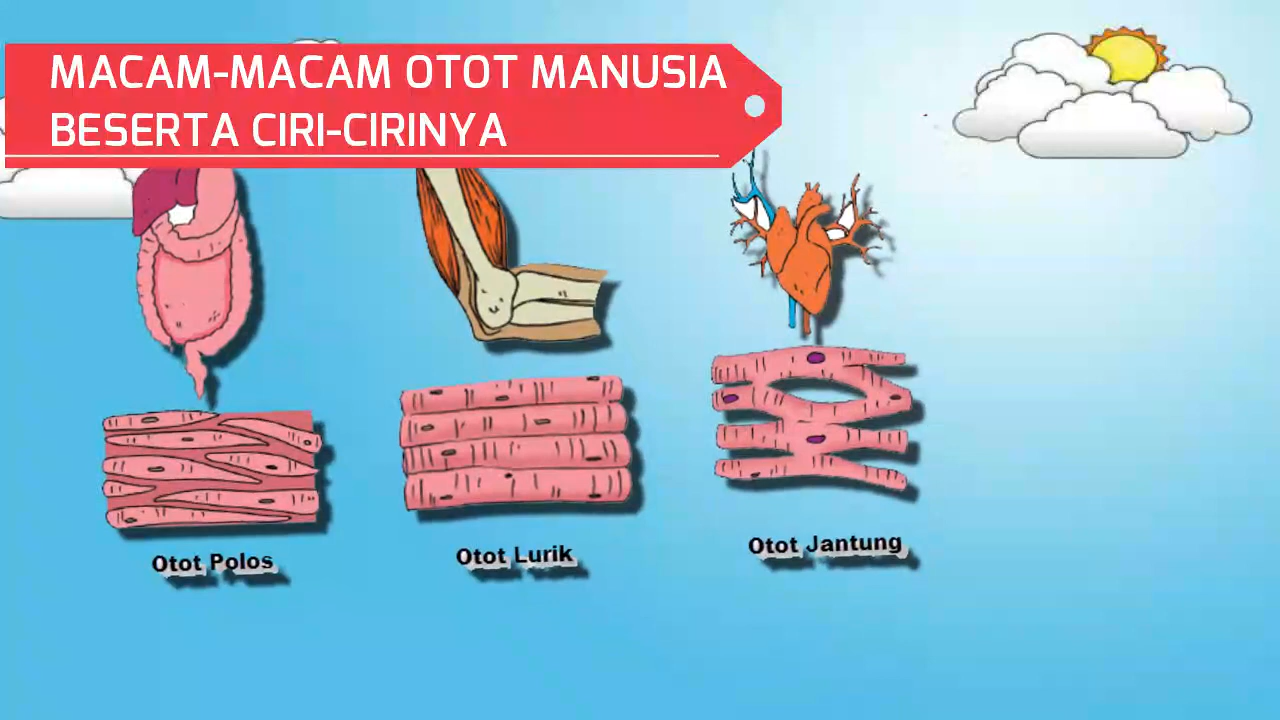 MACAM-MACAM OTOT MANUSIA
BESERTA CIRI-CIRINYA
Otot Polos
Otot Lurik
Otot Jantung